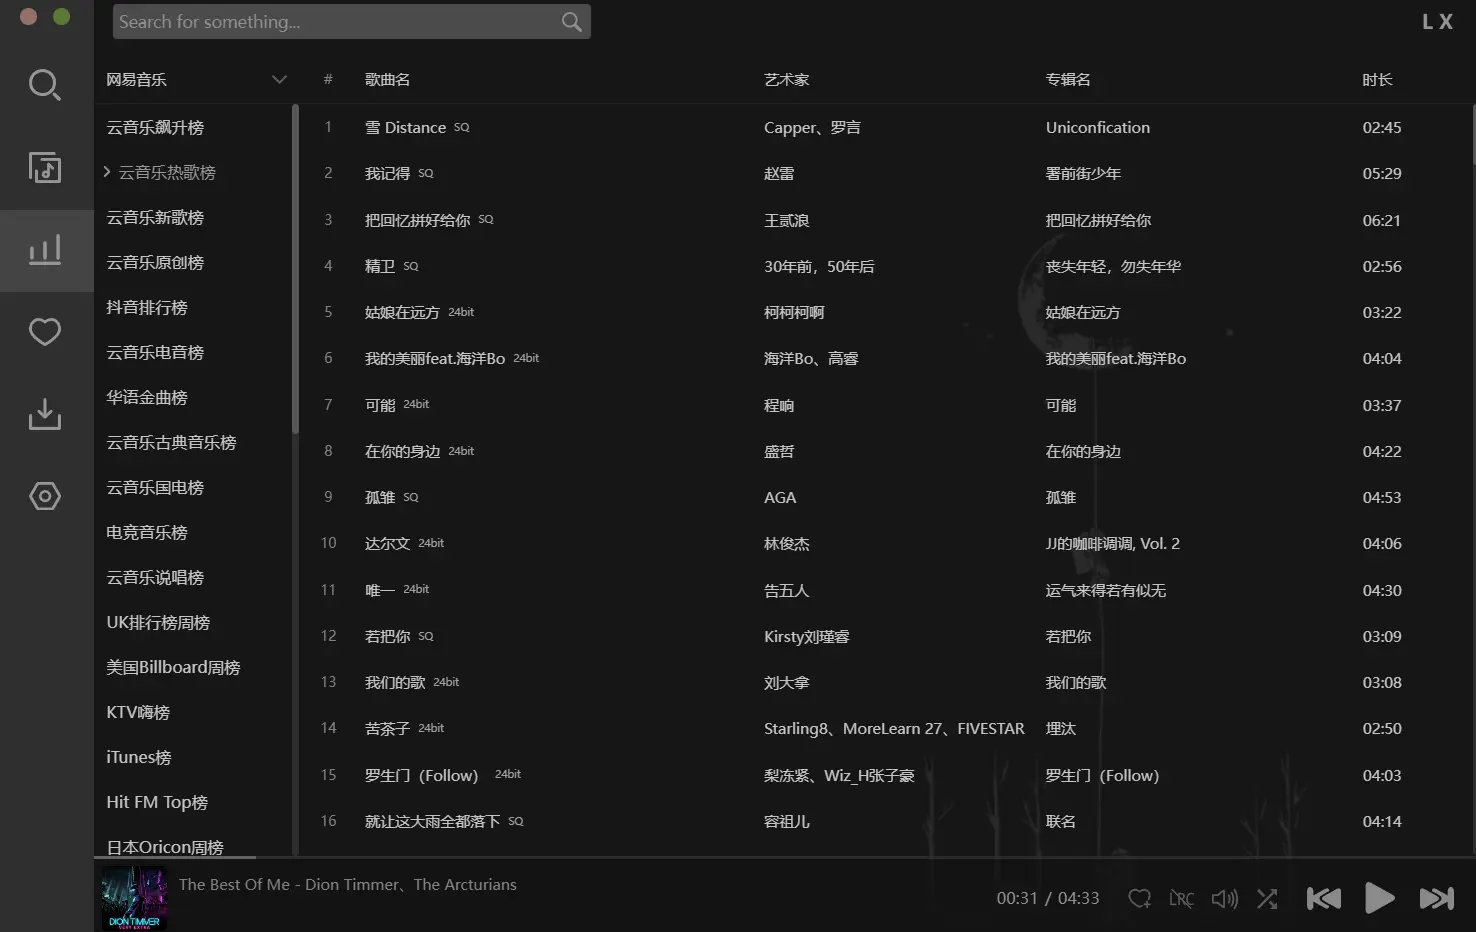 Search for something...
L X
网易音乐
# 歌曲名 艺术家 专辑名 时长
云音乐飙升榜
云音乐热歌榜
云音乐新歌榜
云音乐原创榜
抖音排行榜
云音乐电音榜
华语金曲榜
云音乐古典音乐榜
云音乐国电榜
电竞音乐榜
云音乐说唱榜
UK排行榜周榜
美国Billboard周榜
KTV嗨榜
iTunes榜
Hit FM Top榜
日本Oricon周榜
1 雪 Distance SQ Capper、罗言 Uniconfication 02:45
2 我记得 SQ 赵雷 署前街少年 05:29
3 把回忆拼好给你 SQ 王贰浪 把回忆拼好给你 06:21
4 精卫 SQ 30年前，50年后 丧失年轻，勿失年华 02:56
5 姑娘在远方 24bit 柯柯柯啊 姑娘在远方 03:22
6 我的美丽feat.海洋Bo 24bit 海洋Bo、高睿 我的美丽feat.海洋Bo 04:04
7 可能 24bit 程响 可能 03:37
8 在你的身边 24bit 盛哲 在你的身边 04:22
9 孤雏 SQ AGA 孤雏 04:53
10 达尔文 24bit 林俊杰 JJ的咖啡调调, Vol. 2 04:06
11 唯一 24bit 告五人 运气来得若有似无 04:30
12 若把你 SQ Kirsty刘瑾睿 若把你 03:09
13 我们的歌 24bit 刘大拿 我们的歌 03:08
14 苦茶子 24bit Starling8、MoreLearn 27、FIVESTAR 埋汰 02:50
15 罗生门（Follow） 24bit 梨冻紧、Wiz_H张子豪 罗生门（Follow） 04:03
16 就让这大雨全都落下 SQ 容祖儿 联名 04:14
The Best Of Me - Dion Timmer、The Arcturians
00:31 / 04:33
LRC
DION TIMMER
VERY EXTRA